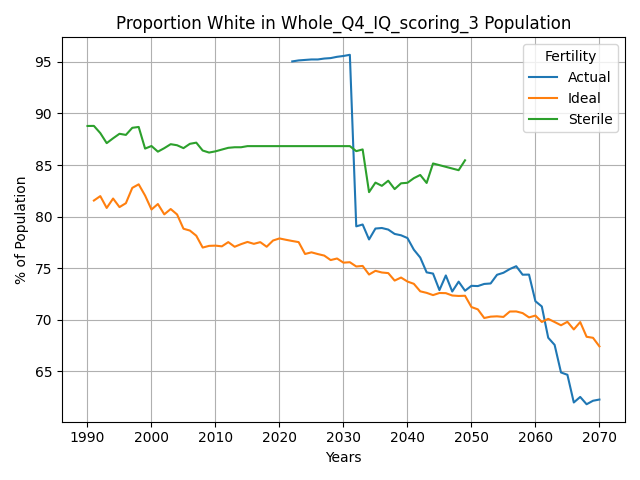 Proportion White in Whole_Q4_IQ_scoring_3 Population
Fertility
Actual
Ideal
Sterile
% of Population
95
90
85
80
75
70
65
1990 2000 2010 2020 2030 2040 2050 2060 2070
Years